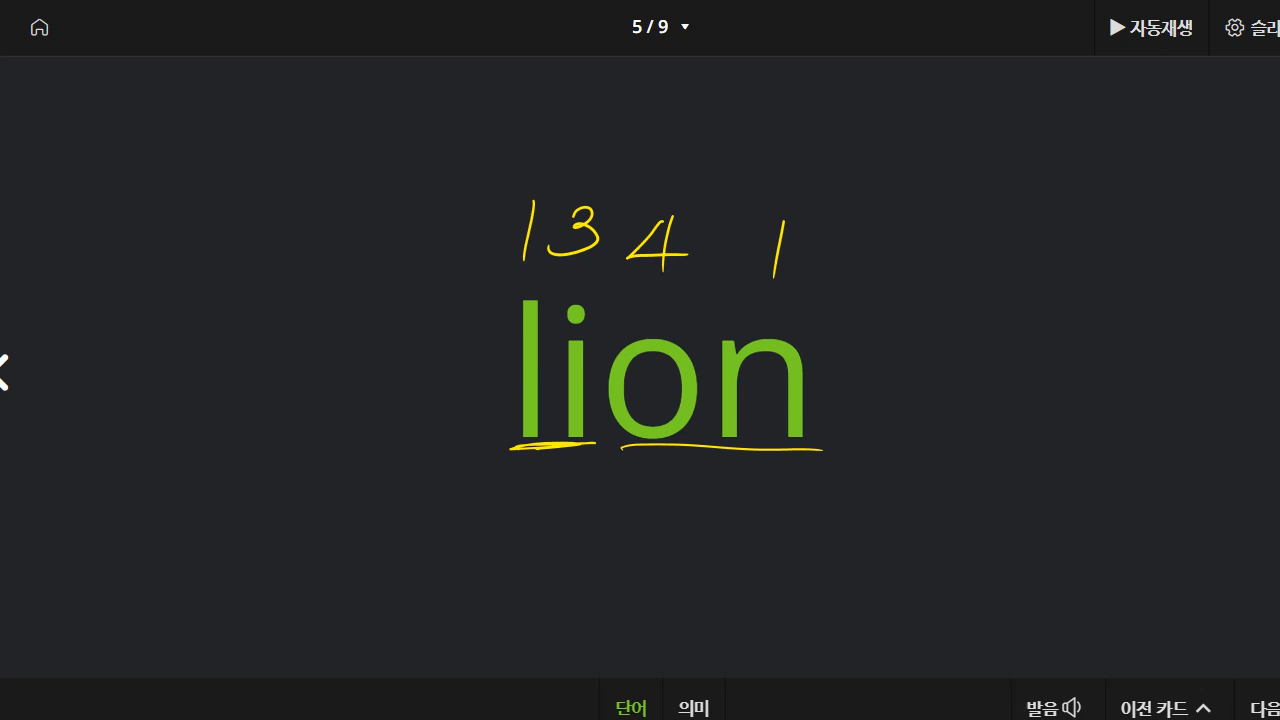 5 / 9 ▼ ▶ 자동재생 슬라
1 3 4 1
lion
단어 의미 발음 이전 카드 다음